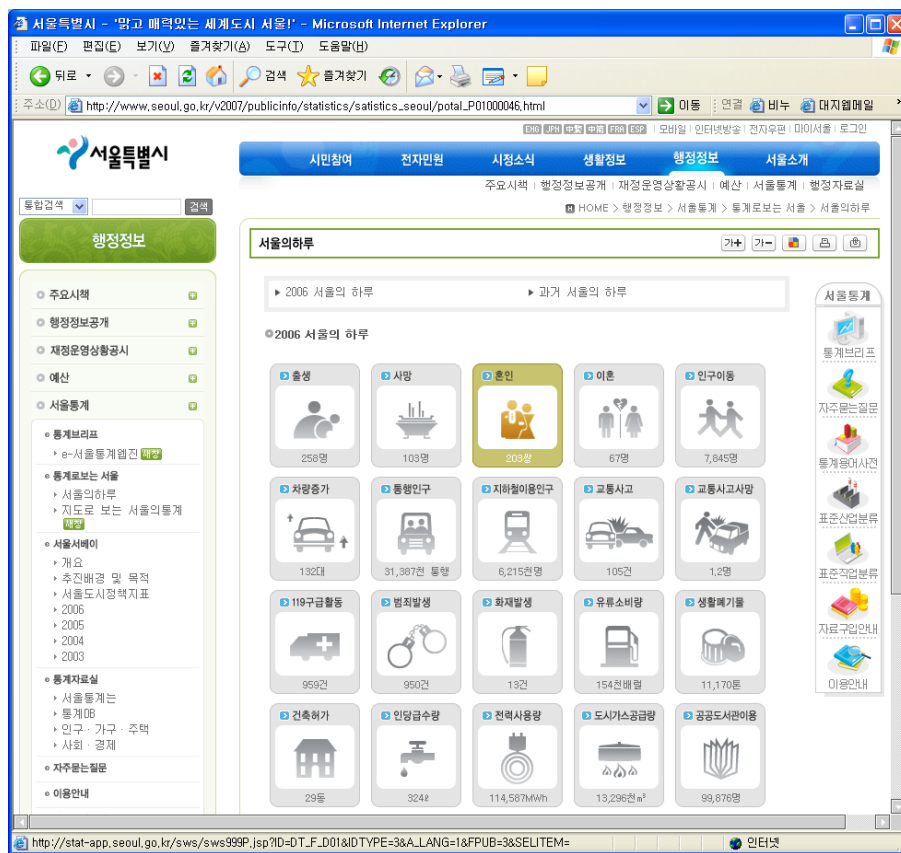 서울특별시 - '맑고 매력있는 세계도시 서울!' - Microsoft Internet Explorer
파일(F) 편집(E) 보기(V) 즐겨찾기(A) 도구(T) 도움말(H)
뒤로 검색 즐겨찾기
주소(D) http://www.seoul.go.kr/v2007/publicinfo/statistics/satistics_seoul/potal_P01000046.html 이동 연결 비누 대지웹메일 »
ENG JPN 中繁 中简 FRA ESP 모바일 인터넷방송 전자우편 마이서울 로그인
서울특별시
시민참여 전자민원 시정소식 생활정보 행정정보 서울소개
주요시책 행정정보공개 재정운영상황공시 예산 서울통계 행정자료실
통합검색 검색
HOME > 행정정보 > 서울통계 > 통계로보는 서울 > 서울의하루
행정정보
서울의하루
가+ 가-
주요시책
행정정보공개
재정운영상황공시
예산
서울통계
통계브리프
e-서울통계웹진 새창
통계로보는 서울
서울의하루
지도로 보는 서울의통계
새창
서울서베이
개요
추진배경 및 목적
서울도시정책지표
2006
2005
2004
2003
통계자료실
서울통계는
통계DB
인구 · 가구 · 주택
사회 · 경제
자주묻는질문
이용안내
2006 서울의 하루 과거 서울의 하루
2006 서울의 하루
출생 사망 혼인 이혼 인구이동
258명 103명 203쌍 67명 7,845명
차량증가 통행인구 지하철이용인구 교통사고 교통사고사망
132대 31,387천 통행 6,215천명 105건 1.2명
119구급활동 범죄발생 화재발생 유류소비량 생활폐기물
959건 950건 13건 154천배럴 11,170톤
건축허가 인당급수량 전력사용량 도시가스공급량 공공도서관이용
29동 324ℓ 114,587MWh 13,296천㎥ 99,876명
서울통계
통계브리프
자주묻는질문
통계용어사전
표준산업분류
표준직업분류
자료구입안내
이용안내
http://stat-app.seoul.go.kr/sws/sws999P.jsp?ID=DT_F_D01&IDTYPE=3&A_LANG=1&FPUB=3&SELITEM= 인터넷